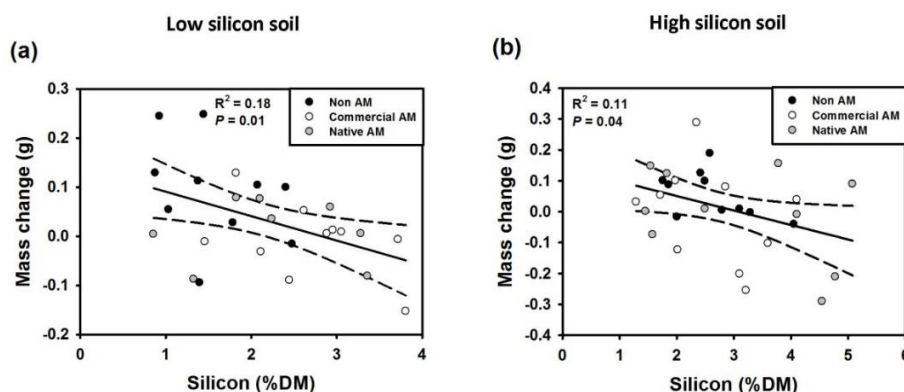 Low silicon soil
(a)
R² = 0.18
P = 0.01
Non AM
Commercial AM
Native AM
Mass change (g)
0.3
0.2
0.1
0.0
-0.1
-0.2
0 1 2 3 4
Silicon (%DM)
High silicon soil
(b)
R² = 0.11
P = 0.04
Non AM
Commercial AM
Native AM
Mass change (g)
0.4
0.3
0.2
0.1
0.0
-0.1
-0.2
-0.3
-0.4
0 1 2 3 4 5 6
Silicon (%DM)